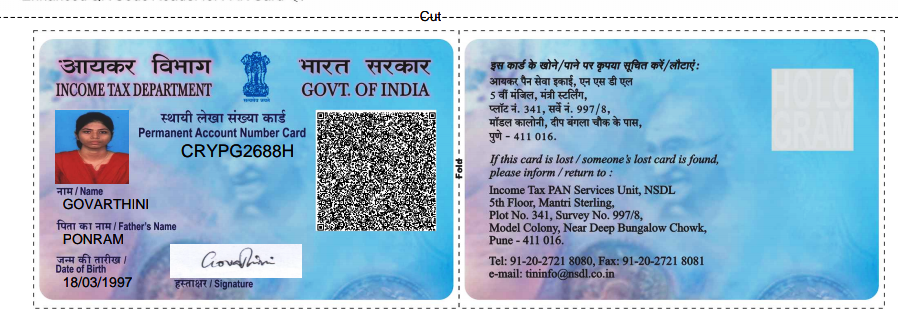 Cut
आयकर विभाग
INCOME TAX DEPARTMENT
सत्यमेव जयते
भारत सरकार
GOVT. OF INDIA
स्थायी लेखा संख्या कार्ड
Permanent Account Number Card
CRYPG2688H
नाम / Name
GOVARTHINI
पिता का नाम / Father's Name
PONRAM
जन्म की तारीख /
Date of Birth
18/03/1997
Govarthini
हस्ताक्षर / Signature
Fold
इस कार्ड के खोने/पाने पर कृपया सूचित करें/लौटाएं:
आयकर पैन सेवा इकाई, एन एस डी एल
5 वीं मंजिल, मंत्री स्टर्लिंग,
प्लॉट नं. 341, सर्वे नं. 997/8,
मॉडल कालोनी, दीप बंगला चौक के पास,
पुणे - 411 016.
If this card is lost / someone's lost card is found,
please inform / return to :
Income Tax PAN Services Unit, NSDL
5th Floor, Mantri Sterling,
Plot No. 341, Survey No. 997/8,
Model Colony, Near Deep Bungalow Chowk,
Pune - 411 016.
Tel: 91-20-2721 8080, Fax: 91-20-2721 8081
e-mail: tininfo@nsdl.co.in
HOLO
GRAM